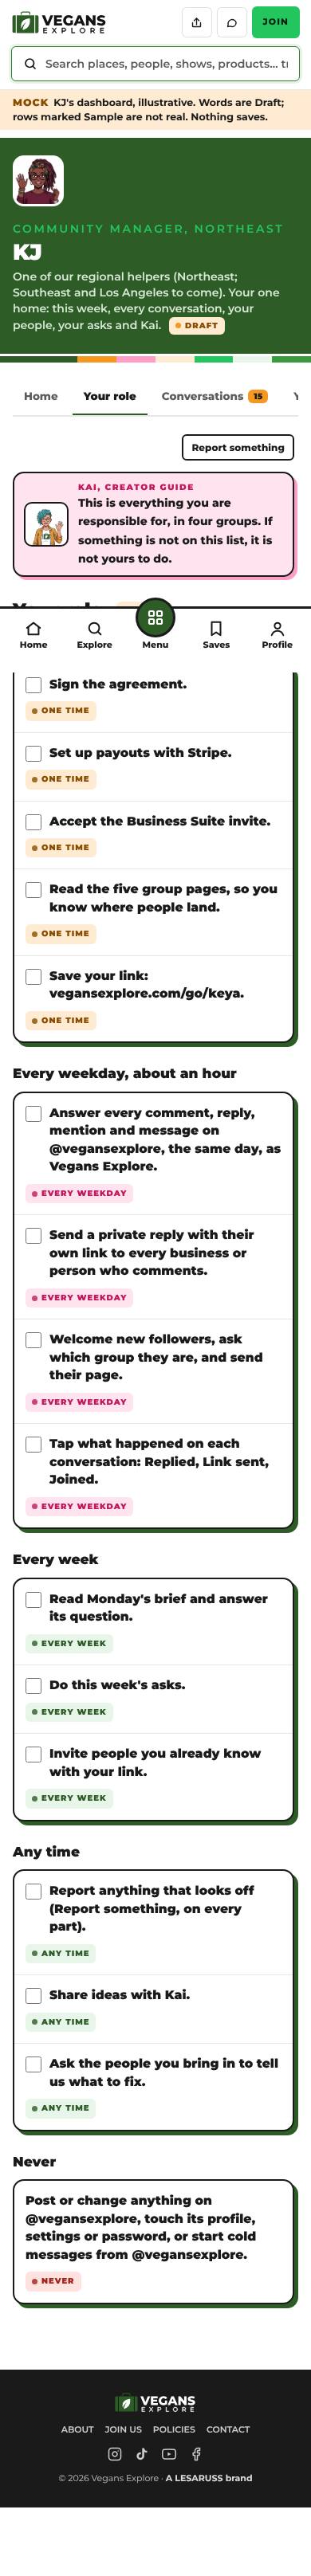 VEGANS
EXPLORE
JOIN
Search people, places, shows, products... tr
MOCK KJ's dashboard, illustrative. Words are Draft;
rows marked Sample are not real. Nothing saves.
COMMUNITY MANAGER, NORTHEAST
KJ
One of our regional helpers (Northeast;
Southeast and Los Angeles to come). Your one
home: this week, every conversation, your
people, your asks and Kai. DRAFT
Home
Your role
Conversations 15
Y
Report something
KAI, CREATOR GUIDE
This is everything you are
responsible for, in four groups. If
something is not on this list, it is
not yours to do.
Home
Explore
Menu
Saves
Profile
Sign the agreement.
ONE TIME
Set up payouts with Stripe.
ONE TIME
Accept the Business Suite invite.
ONE TIME
Read the five group pages, so you
know where people land.
ONE TIME
Save your link:
vegansexplore.com/go/keya.
ONE TIME
Every weekday, about an hour
Answer every comment, reply,
mention and message on
@vegansexplore, the same day, as
Vegans Explore.
EVERY WEEKDAY
Send a private reply with their
own link to every business or
person who comments.
EVERY WEEKDAY
Welcome new followers, ask
which group they are, and send
their page.
EVERY WEEKDAY
Tap what happened on each
conversation: Replied, Link sent,
Joined.
EVERY WEEKDAY
Every week
Read Monday's brief and answer
its question.
EVERY WEEK
Do this week's asks.
EVERY WEEK
Invite people you already know
with your link.
EVERY WEEK
Any time
Report anything that looks off
(Report something, on every
part).
ANY TIME
Share ideas with Kai.
ANY TIME
Ask the people you bring in to tell
us what to fix.
ANY TIME
Never
Post or change anything on
@vegansexplore, touch its profile,
settings or password, or start cold
messages from @vegansexplore.
NEVER
VEGANS
EXPLORE
ABOUT JOIN US POLICIES CONTACT
© 2026 Vegans Explore · A LESARUSS brand